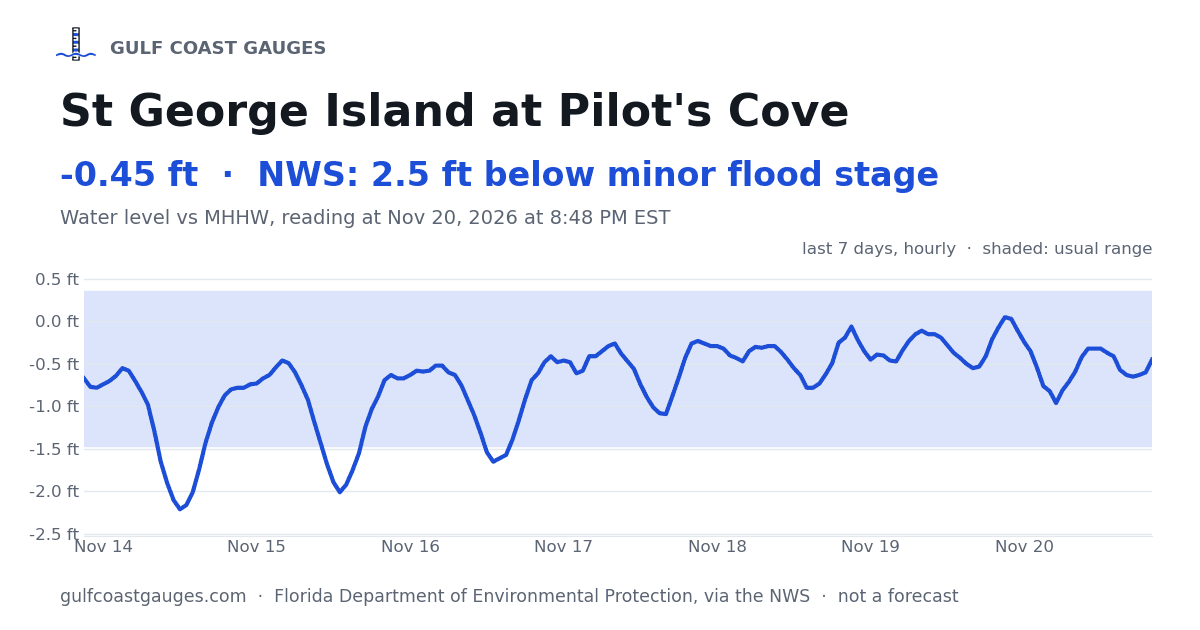 GULF COAST GAUGES
St George Island at Pilot's Cove
-0.45 ft · NWS: 2.5 ft below minor flood stage
Water level vs MHHW, reading at Nov 20, 2026 at 8:48 PM EST
last 7 days, hourly · shaded: usual range
0.5 ft
0.0 ft
-0.5 ft
-1.0 ft
-1.5 ft
-2.0 ft
-2.5 ft
Nov 14 Nov 15 Nov 16 Nov 17 Nov 18 Nov 19 Nov 20
gulfcoastgauges.com · Florida Department of Environmental Protection, via the NWS · not a forecast